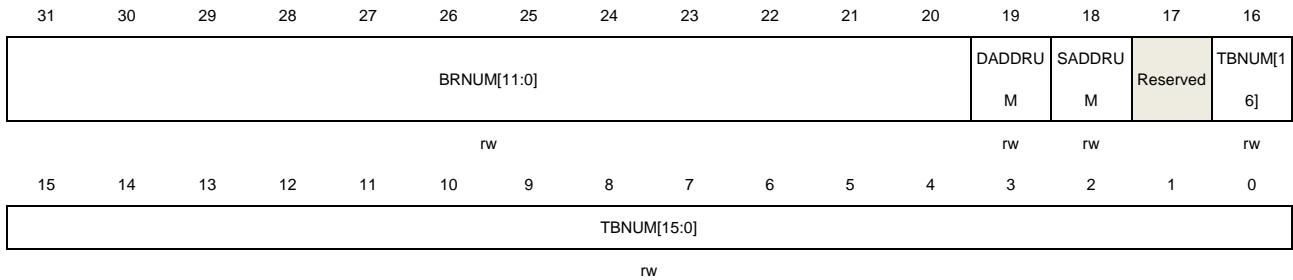 31 30 29 28 27 26 25 24 23 22 21 20 19 18 17 16
BRNUM[11:0] DADDRU SADDRU Reserved TBNUM[1
M M 6]
rw rw rw rw
15 14 13 12 11 10 9 8 7 6 5 4 3 2 1 0
TBNUM[15:0]
rw